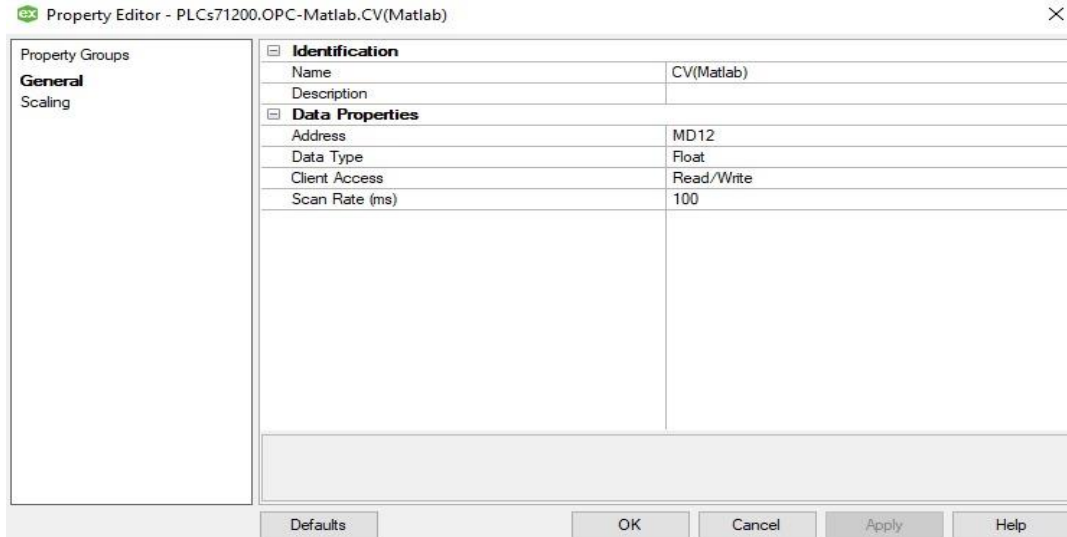 ex Property Editor - PLCs71200.OPC-Matlab.CV(Matlab)
Property Groups
General
Scaling
Identification
Name CV(Matlab)
Description
Data Properties
Address MD12
Data Type Float
Client Access Read/Write
Scan Rate (ms) 100
Defaults OK Cancel Apply Help